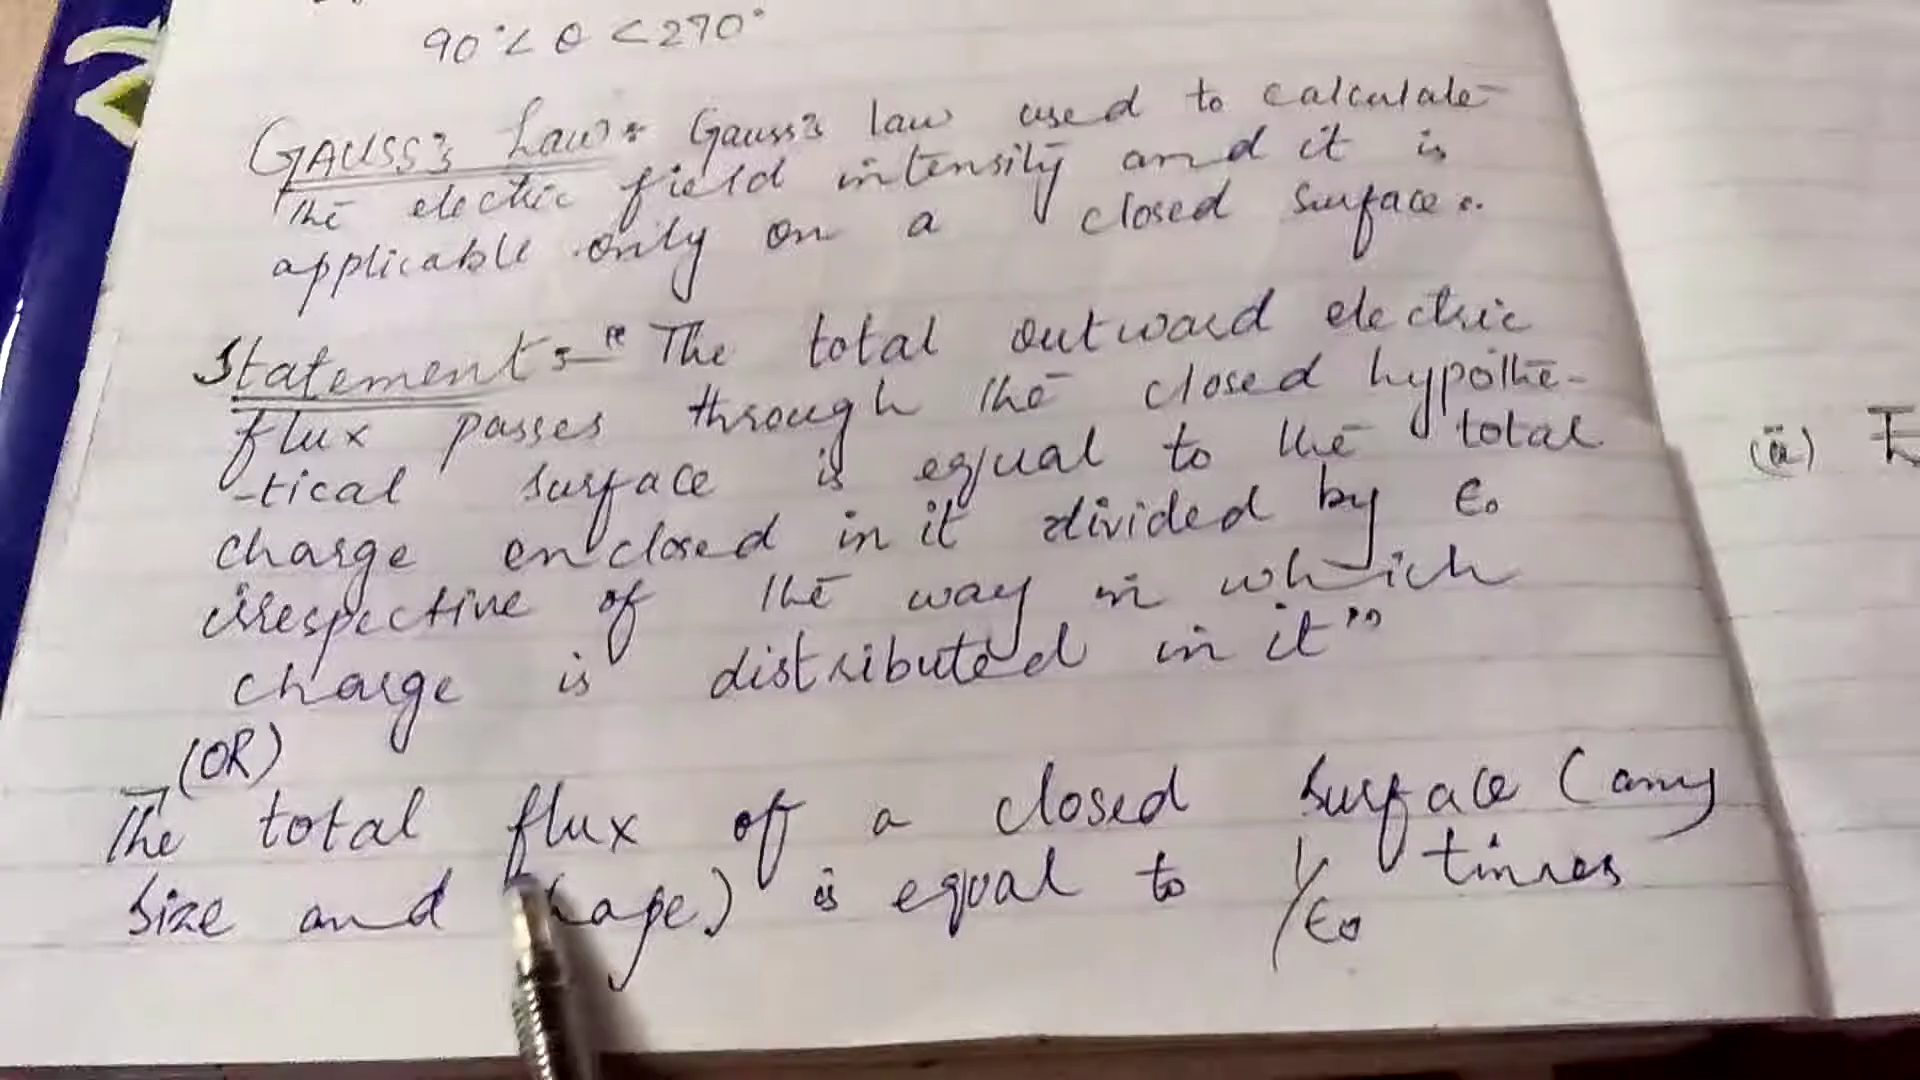 90° < θ < 270°
GAUSS's Law:- Gauss's law used to calculate
the electric field intensity and it is
applicable only on a closed surface.
Statement:- "The total outward electric
flux passes through the closed hypothe-
-tical surface is equal to the total
charge enclosed in it divided by ε₀
irrespective of the way in which
charge is distributed in it"
(OR)
The total flux of a closed surface (any
size and shape) is equal to 1/ε₀ times
(ii)